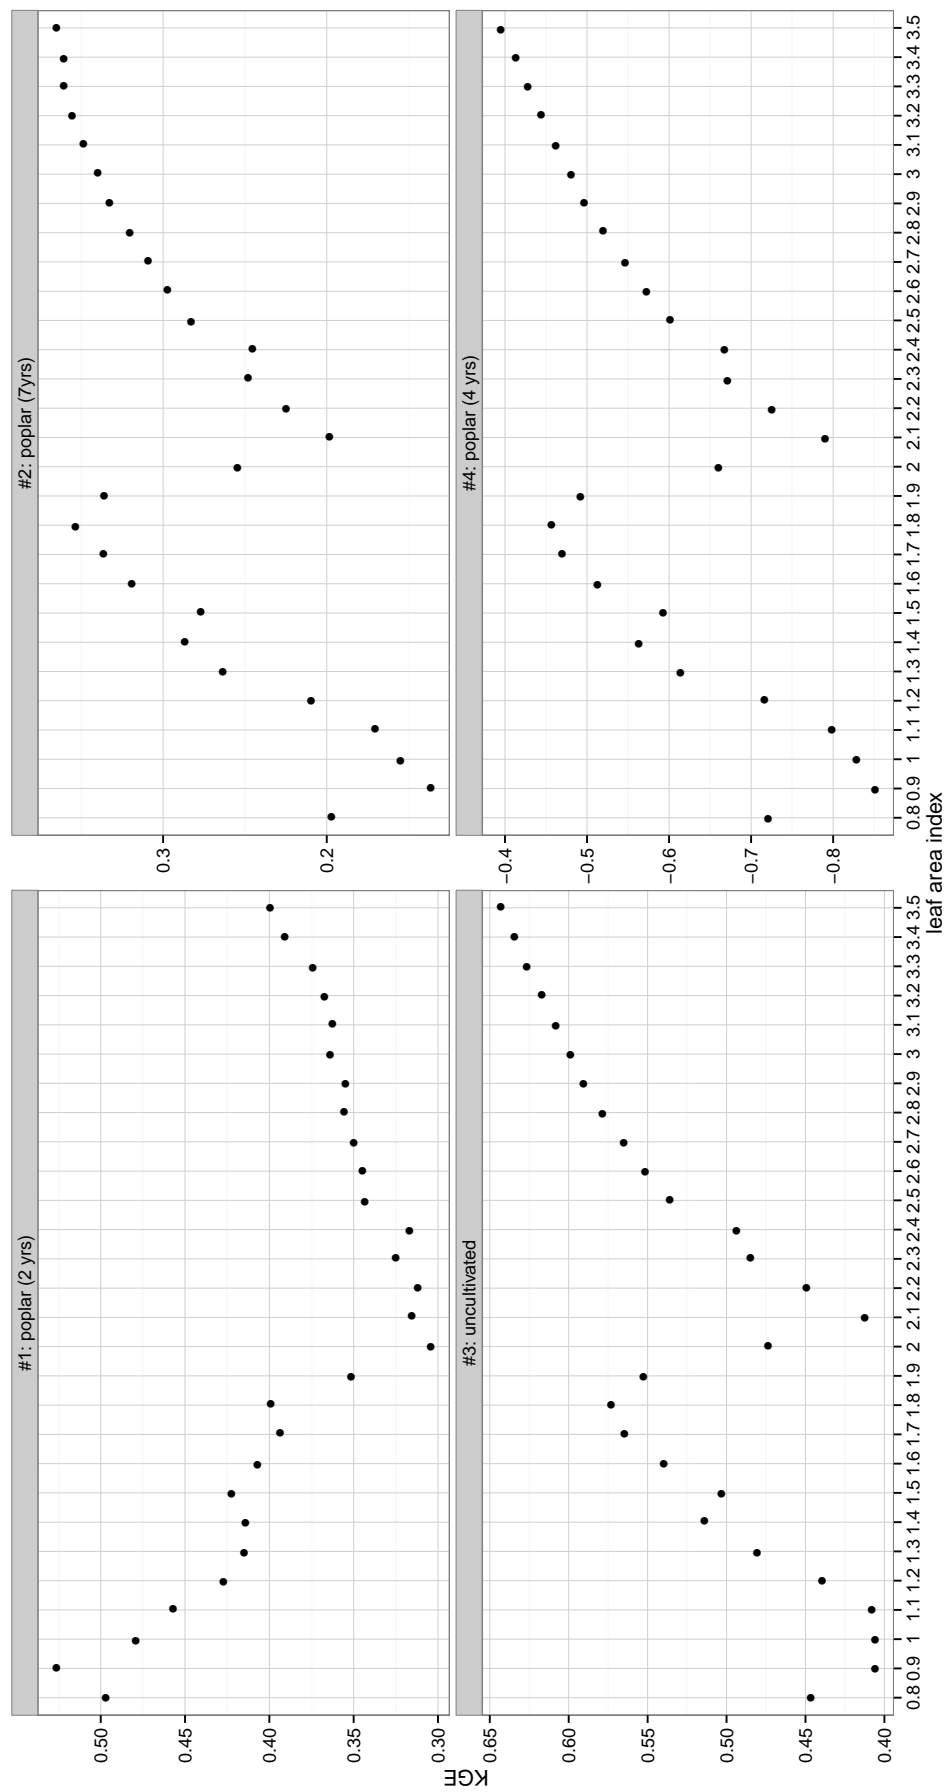 #1: poplar (2 yrs)
#2: poplar (7yrs)
0.50
0.45
0.40
0.35
0.30
0.3
0.2
#3: uncultivated
#4: poplar (4 yrs)
0.65
0.60
0.55
0.50
0.45
0.40
−0.4
−0.5
−0.6
−0.7
−0.8
0.8 0.9 1 1.1 1.2 1.3 1.4 1.5 1.6 1.7 1.8 1.9 2 2.1 2.2 2.3 2.4 2.5 2.6 2.7 2.8 2.9 3 3.1 3.2 3.3 3.4 3.5
0.8 0.9 1 1.1 1.2 1.3 1.4 1.5 1.6 1.7 1.8 1.9 2 2.1 2.2 2.3 2.4 2.5 2.6 2.7 2.8 2.9 3 3.1 3.2 3.3 3.4 3.5
leaf area index
KGE